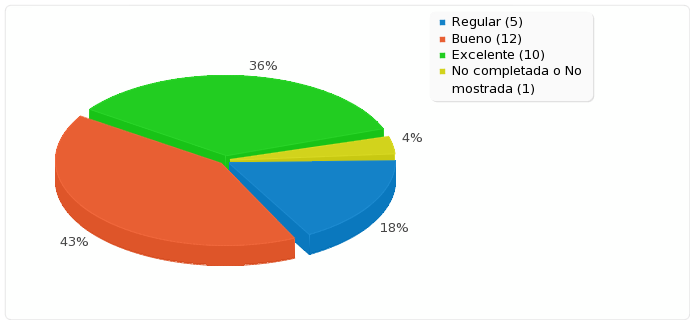 Regular (5)
Bueno (12)
Excelente (10)
No completada o No
mostrada (1)
36%
4%
18%
43%